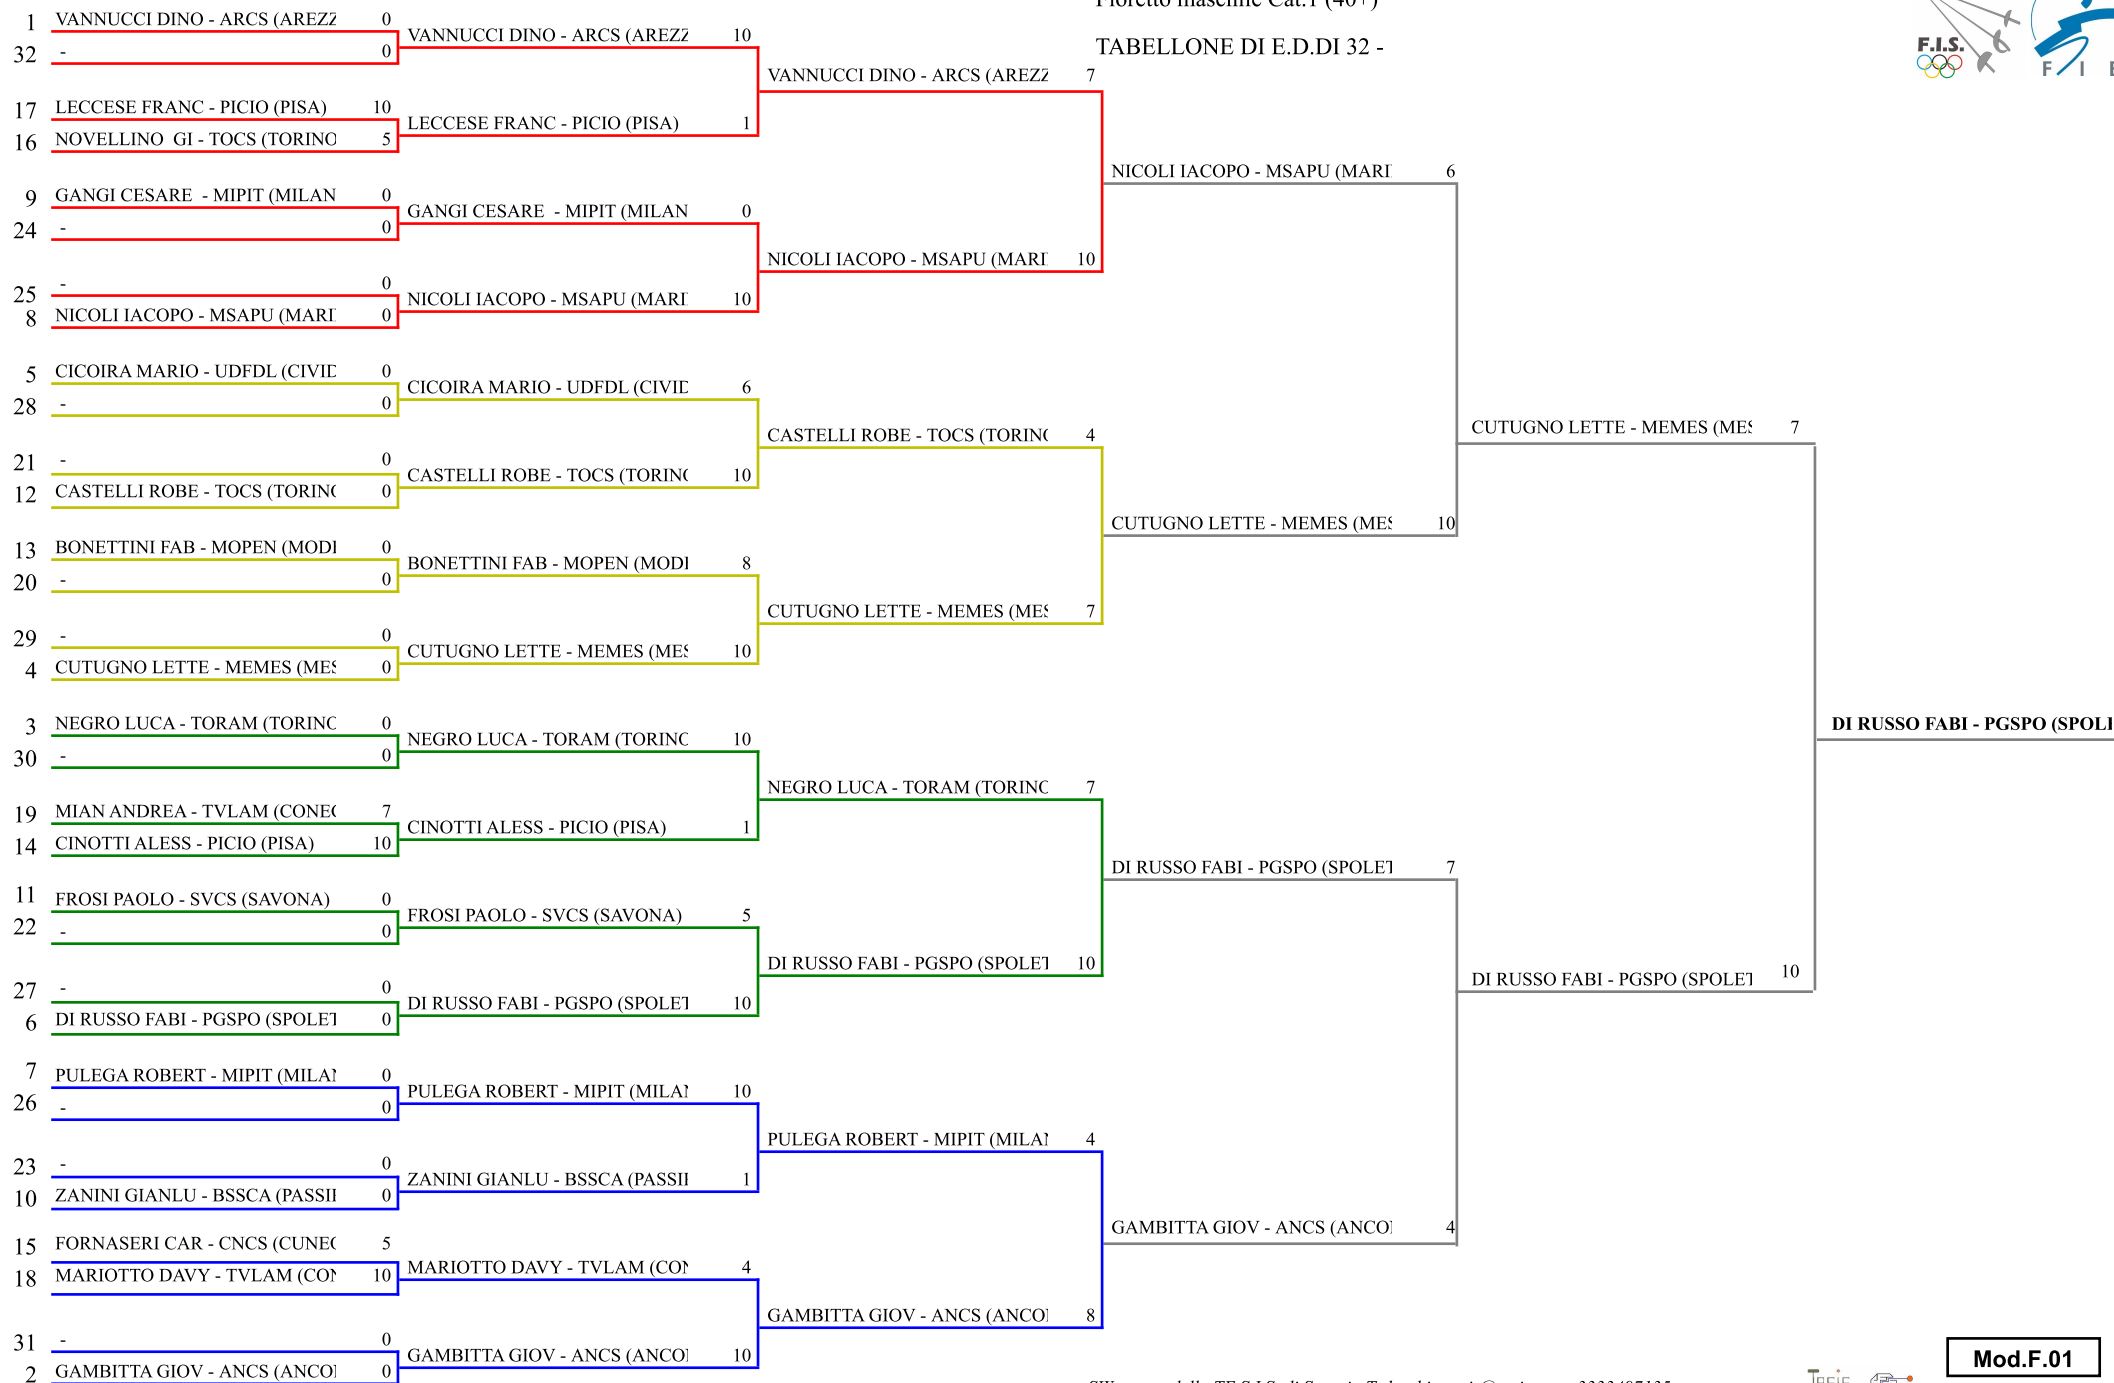 Fioretto maschile Cat.1 (40+)
TABELLONE DI E.D.DI 32 -
F.I.S.
F I E
1 VANNUCCI DINO - ARCS (AREZZ 0
32 - 0
17 LECCESE FRANC - PICIO (PISA) 10
16 NOVELLINO GI - TOCS (TORINO 5
9 GANGI CESARE - MIPIT (MILAN 0
24 - 0
25 - 0
8 NICOLI IACOPO - MSAPU (MARI 0
5 CICOIRA MARIO - UDFDL (CIVID 0
28 - 0
21 - 0
12 CASTELLI ROBE - TOCS (TORINO 0
13 BONETTINI FAB - MOPEN (MODE 0
20 - 0
29 - 0
4 CUTUGNO LETTE - MEMES (MES 0
3 NEGRO LUCA - TORAM (TORINO 0
30 - 0
19 MIAN ANDREA - TVLAM (CONEG 7
14 CINOTTI ALESS - PICIO (PISA) 10
11 FROSI PAOLO - SVCS (SAVONA) 0
22 - 0
27 - 0
6 DI RUSSO FABI - PGSPO (SPOLET 0
7 PULEGA ROBERT - MIPIT (MILAN 0
26 - 0
23 - 0
10 ZANINI GIANLU - BSSCA (PASSI 0
15 FORNASERI CAR - CNCS (CUNEO 5
18 MARIOTTO DAVY - TVLAM (CON 10
31 - 0
2 GAMBITTA GIOV - ANCS (ANCO 0
VANNUCCI DINO - ARCS (AREZZ 10
LECCESE FRANC - PICIO (PISA) 1
GANGI CESARE - MIPIT (MILAN 0
NICOLI IACOPO - MSAPU (MARI 10
CICOIRA MARIO - UDFDL (CIVID 6
CASTELLI ROBE - TOCS (TORINO 10
BONETTINI FAB - MOPEN (MODE 8
CUTUGNO LETTE - MEMES (MES 10
NEGRO LUCA - TORAM (TORINO 10
CINOTTI ALESS - PICIO (PISA) 1
FROSI PAOLO - SVCS (SAVONA) 5
DI RUSSO FABI - PGSPO (SPOLET 10
PULEGA ROBERT - MIPIT (MILAN 10
ZANINI GIANLU - BSSCA (PASSI 1
MARIOTTO DAVY - TVLAM (CON 4
GAMBITTA GIOV - ANCS (ANCO 10
VANNUCCI DINO - ARCS (AREZZ 7
NICOLI IACOPO - MSAPU (MARI 10
CASTELLI ROBE - TOCS (TORINO 4
CUTUGNO LETTE - MEMES (MES 7
NEGRO LUCA - TORAM (TORINO 7
DI RUSSO FABI - PGSPO (SPOLET 10
PULEGA ROBERT - MIPIT (MILAN 4
GAMBITTA GIOV - ANCS (ANCO 8
NICOLI IACOPO - MSAPU (MARI 6
CUTUGNO LETTE - MEMES (MES 10
DI RUSSO FABI - PGSPO (SPOLET 7
GAMBITTA GIOV - ANCS (ANCO 4
CUTUGNO LETTE - MEMES (MES 7
DI RUSSO FABI - PGSPO (SPOLET 10
DI RUSSO FABI - PGSPO (SPOLE
Mod.F.01